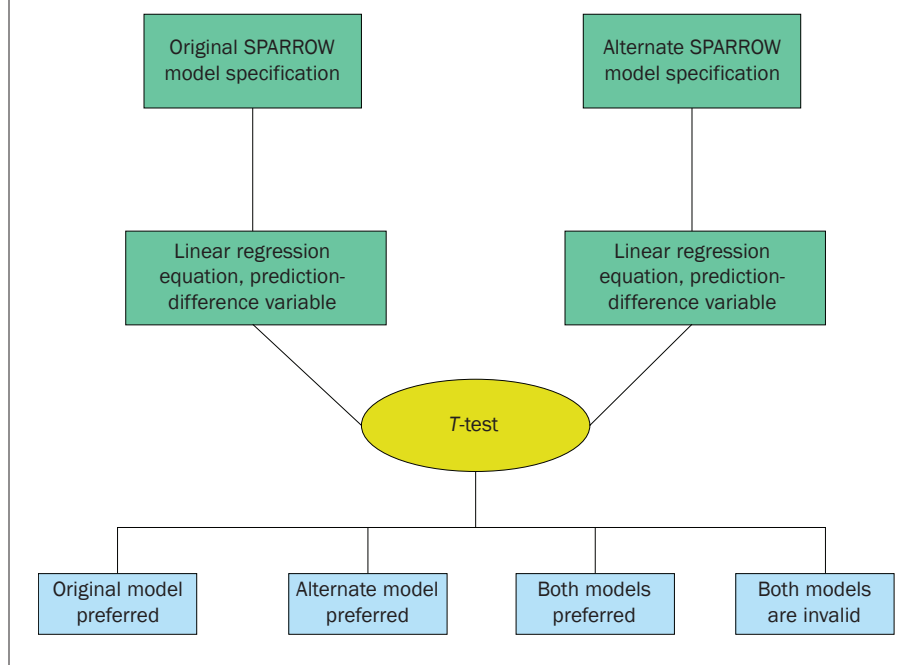 Original SPARROW
model specification
Alternate SPARROW
model specification
Linear regression
equation, prediction-
difference variable
Linear regression
equation, prediction-
difference variable
T-test
Original model
preferred
Alternate model
preferred
Both models
preferred
Both models
are invalid